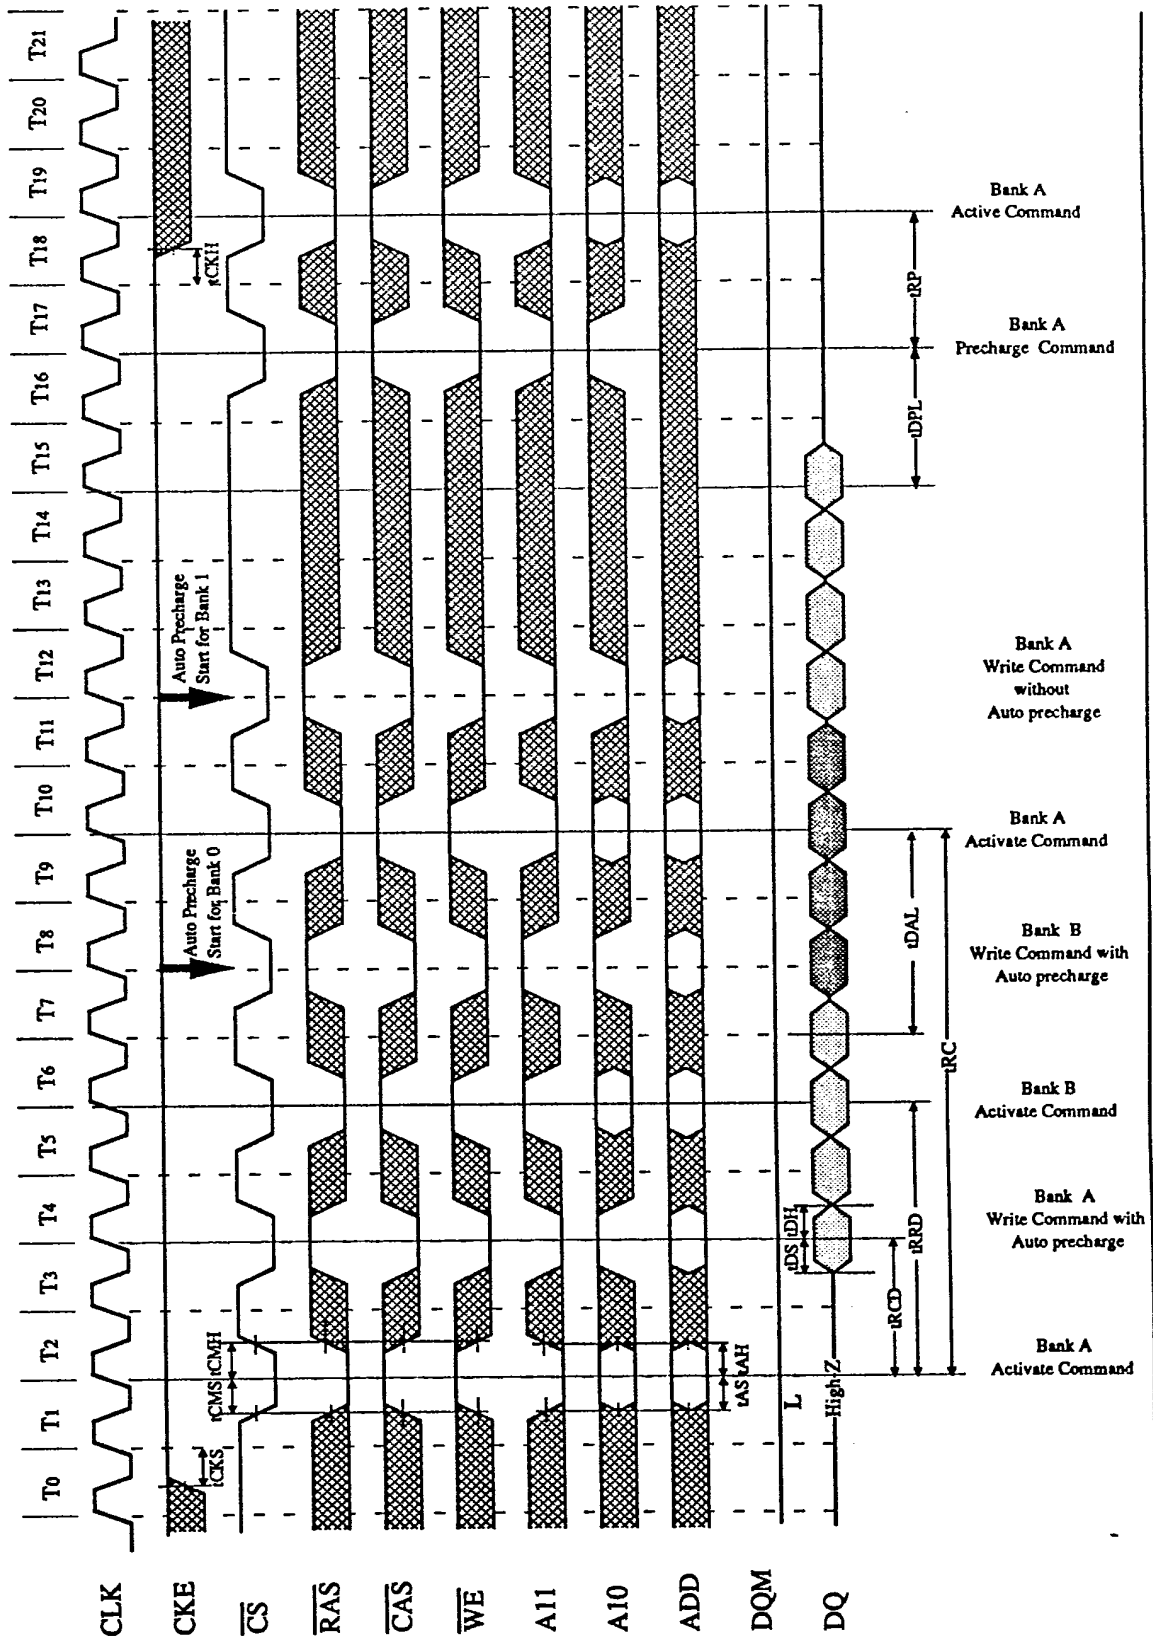 T0 T1 T2 T3 T4 T5 T6 T7 T8 T9 T10 T11 T12 T13 T14 T15 T16 T17 T18 T19 T20 T21
CLK
CKE
tCKS
Auto Precharge
Start for Bank 0
Auto Precharge
Start for Bank 1
tCKH
CS
tCMS tCMH
RAS
CAS
WE
A11
A10
ADD
tAS tAH
DQM
L
DQ
High-Z
tDS tDH
tRCD
tRRD
tDAL
tRC
tDPL
tRP
Bank A
Activate Command
Bank A
Write Command with
Auto precharge
Bank B
Activate Command
Bank B
Write Command with
Auto precharge
Bank A
Activate Command
Bank A
Write Command
without
Auto precharge
Bank A
Precharge Command
Bank A
Active Command